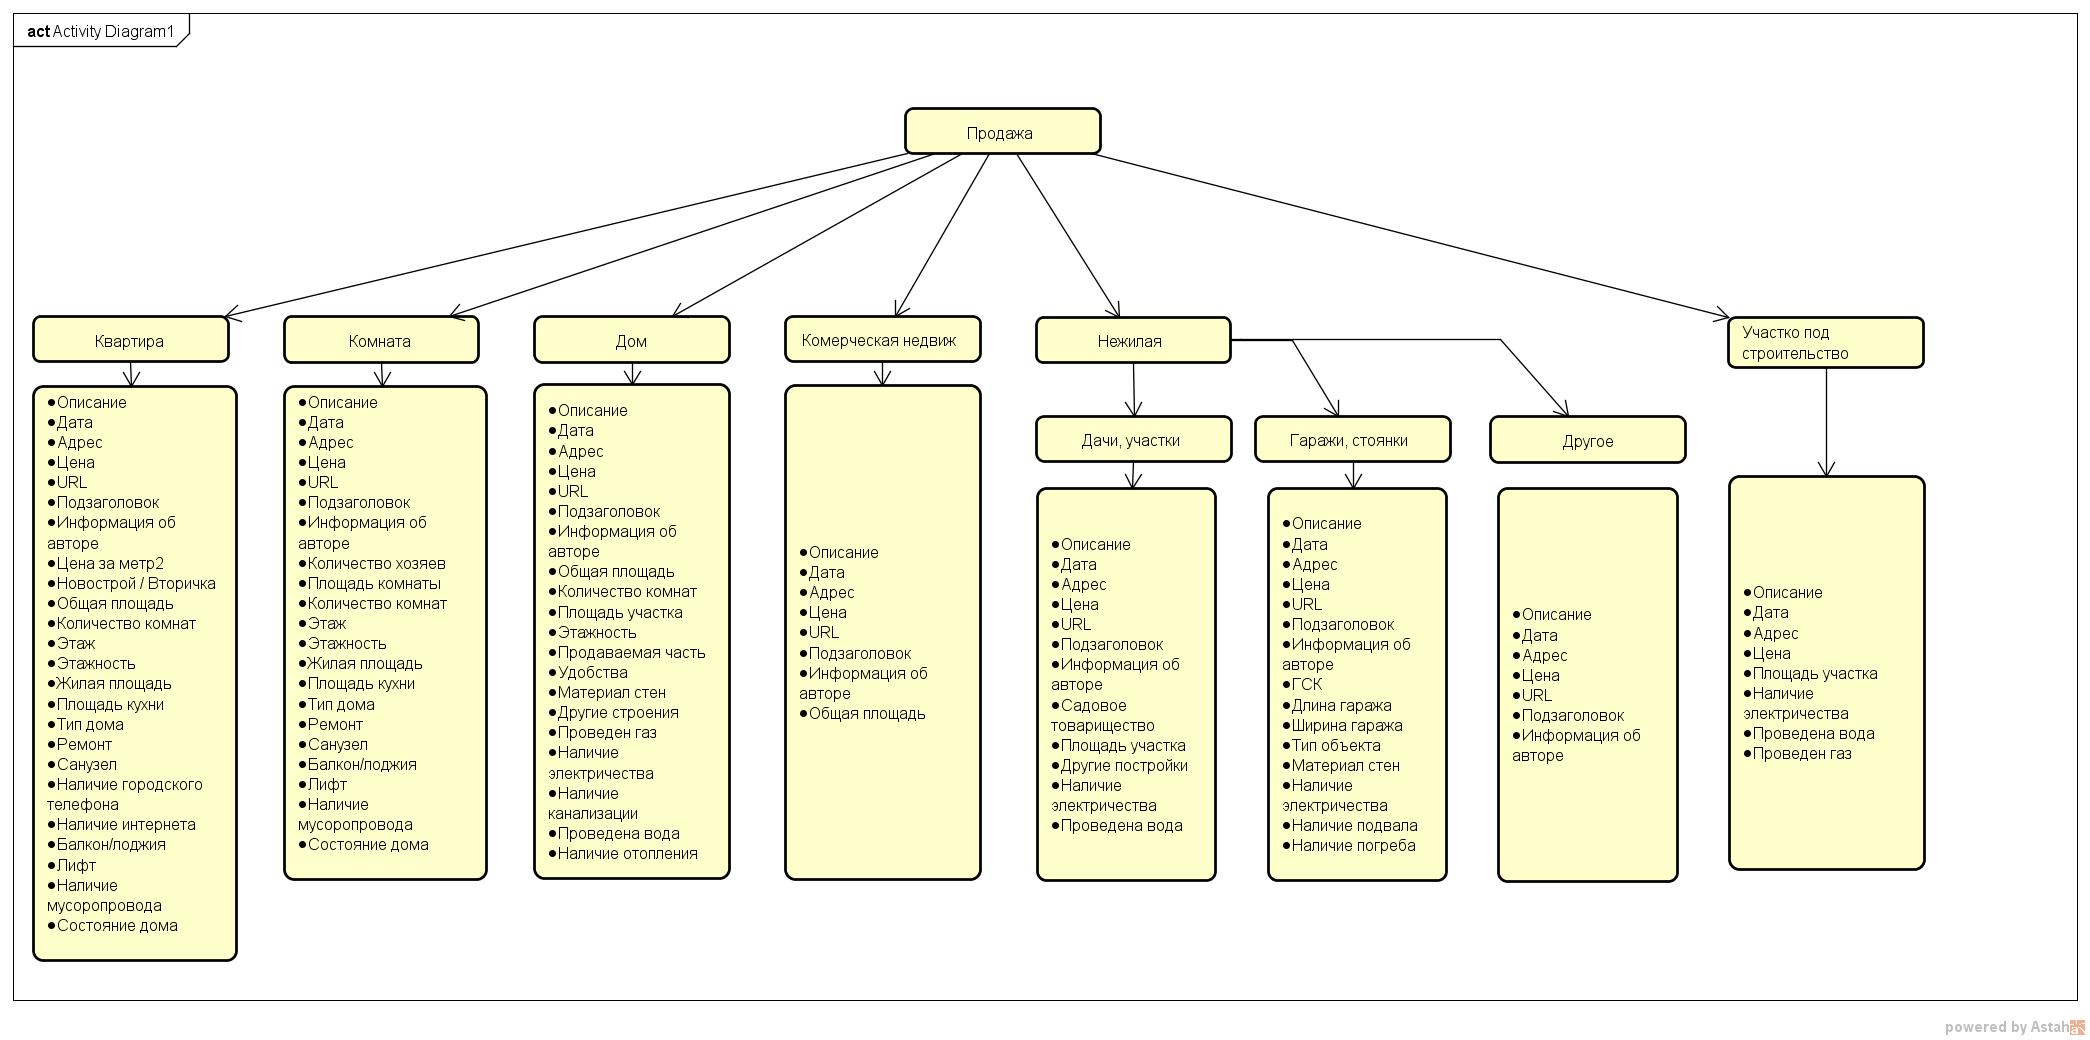 act Activity Diagram1
Продажа
Квартира
Комната
Дом
Комерческая недвиж
Нежилая
Участко под
строительство
Дачи, участки
Гаражи, стоянки
Другое
●Описание
●Дата
●Адрес
●Цена
●URL
●Подзаголовок
●Информация об
авторе
●Цена за метр2
●Новострой / Вторичка
●Общая площадь
●Количество комнат
●Этаж
●Этажность
●Жилая площадь
●Площадь кухни
●Тип дома
●Ремонт
●Санузел
●Наличие городского
телефона
●Наличие интернета
●Балкон/лоджия
●Лифт
●Наличие
мусоропровода
●Состояние дома
●Описание
●Дата
●Адрес
●Цена
●URL
●Подзаголовок
●Информация об
авторе
●Количество хозяев
●Площадь комнаты
●Количество комнат
●Этаж
●Этажность
●Жилая площадь
●Площадь кухни
●Тип дома
●Ремонт
●Санузел
●Балкон/лоджия
●Лифт
●Наличие
мусоропровода
●Состояние дома
●Описание
●Дата
●Адрес
●Цена
●URL
●Подзаголовок
●Информация об
авторе
●Общая площадь
●Количество комнат
●Площадь участка
●Этажность
●Продаваемая часть
●Удобства
●Материал стен
●Другие строения
●Проведен газ
●Наличие
электричества
●Наличие
канализации
●Проведена вода
●Наличие отопления
●Описание
●Дата
●Адрес
●Цена
●URL
●Подзаголовок
●Информация об
авторе
●Общая площадь
●Описание
●Дата
●Адрес
●Цена
●URL
●Подзаголовок
●Информация об
авторе
●Садовое
товарищество
●Площадь участка
●Другие постройки
●Наличие
электричества
●Проведена вода
●Описание
●Дата
●Адрес
●Цена
●URL
●Подзаголовок
●Информация об
авторе
●ГСК
●Длина гаража
●Ширина гаража
●Тип объекта
●Материал стен
●Наличие
электричества
●Наличие подвала
●Наличие погреба
●Описание
●Дата
●Адрес
●Цена
●URL
●Подзаголовок
●Информация об
авторе
●Описание
●Дата
●Адрес
●Цена
●Площадь участка
●Наличие
электричества
●Проведена вода
●Проведен газ
powered by Astah